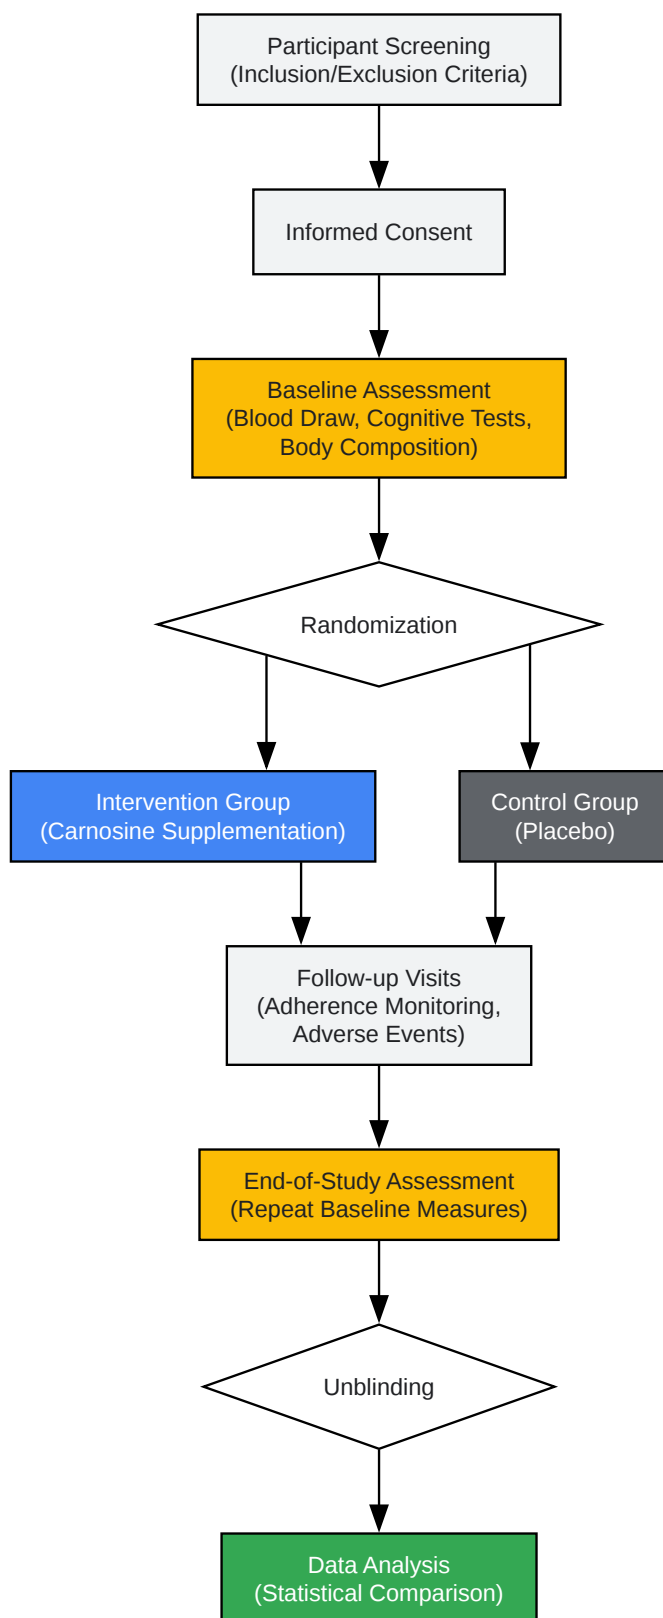 Participant Screening
(Inclusion/Exclusion Criteria)
Informed Consent
Baseline Assessment
(Blood Draw, Cognitive Tests,
Body Composition)
Randomization
Intervention Group
(Carnosine Supplementation)
Control Group
(Placebo)
Follow-up Visits
(Adherence Monitoring,
Adverse Events)
End-of-Study Assessment
(Repeat Baseline Measures)
Unblinding
Data Analysis
(Statistical Comparison)